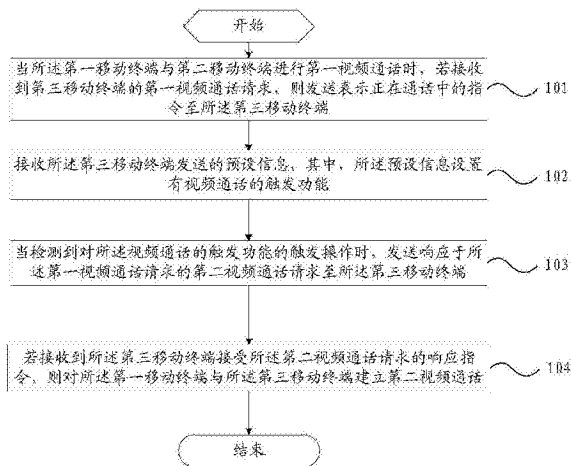 开始
当所述第一移动终端与第二移动终端进行第一视频通话时，若接收
到第三移动终端的第一视频通话请求，则发送表示正在通话中的指
令至所述第三移动终端
101
接收所述第三移动终端发送的预设信息，其中，所述预设信息设置
有视频通话的触发功能
102
当检测到对所述视频通话的触发功能的触发操作时，发送响应于所
述第一视频通话请求的第二视频通话请求至所述第三移动终端
103
若接收到所述第三移动终端接受所述第二视频通话请求的响应指
令，则对所述第一移动终端与所述第三移动终端建立第二视频通话
104
结束